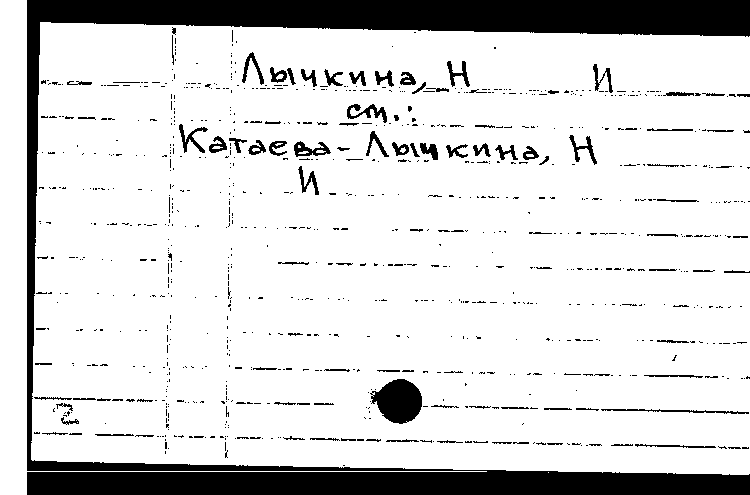 Лычкина, Н И
см.:
Катаева-Лычкина, Н
И
2